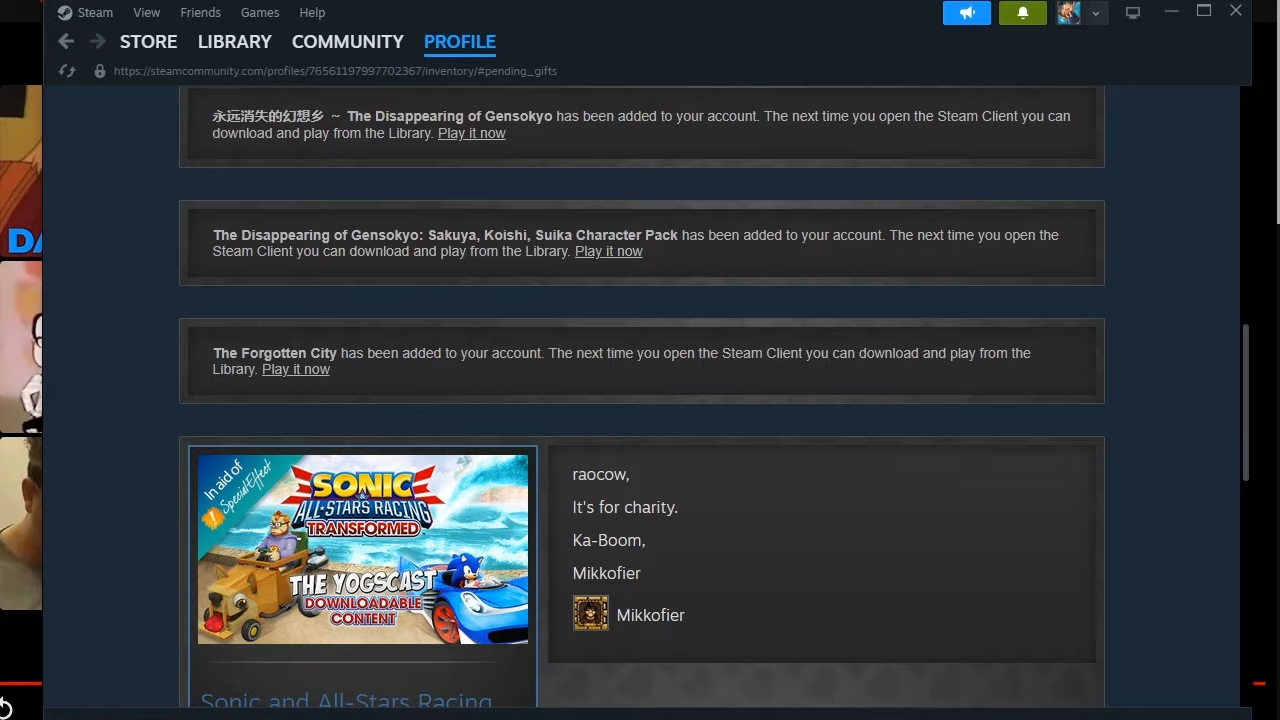 Steam View Friends Games Help
STORE LIBRARY COMMUNITY PROFILE
https://steamcommunity.com/profiles/76561197997702367/inventory/#pending_gifts
永远消失的幻想乡 ~ The Disappearing of Gensokyo has been added to your account. The next time you open the Steam Client you can
download and play from the Library. Play it now
The Disappearing of Gensokyo: Sakuya, Koishi, Suika Character Pack has been added to your account. The next time you open the
Steam Client you can download and play from the Library. Play it now
The Forgotten City has been added to your account. The next time you open the Steam Client you can download and play from the
Library. Play it now
In aid of
SpecialEffect
SONIC
& ALL-STARS RACING
TRANSFORMED
THE YOGSCAST
DOWNLOADABLE
CONTENT
Sonic and All-Stars Racing
raocow,
It's for charity.
Ka-Boom,
Mikkofier
Mikkofier